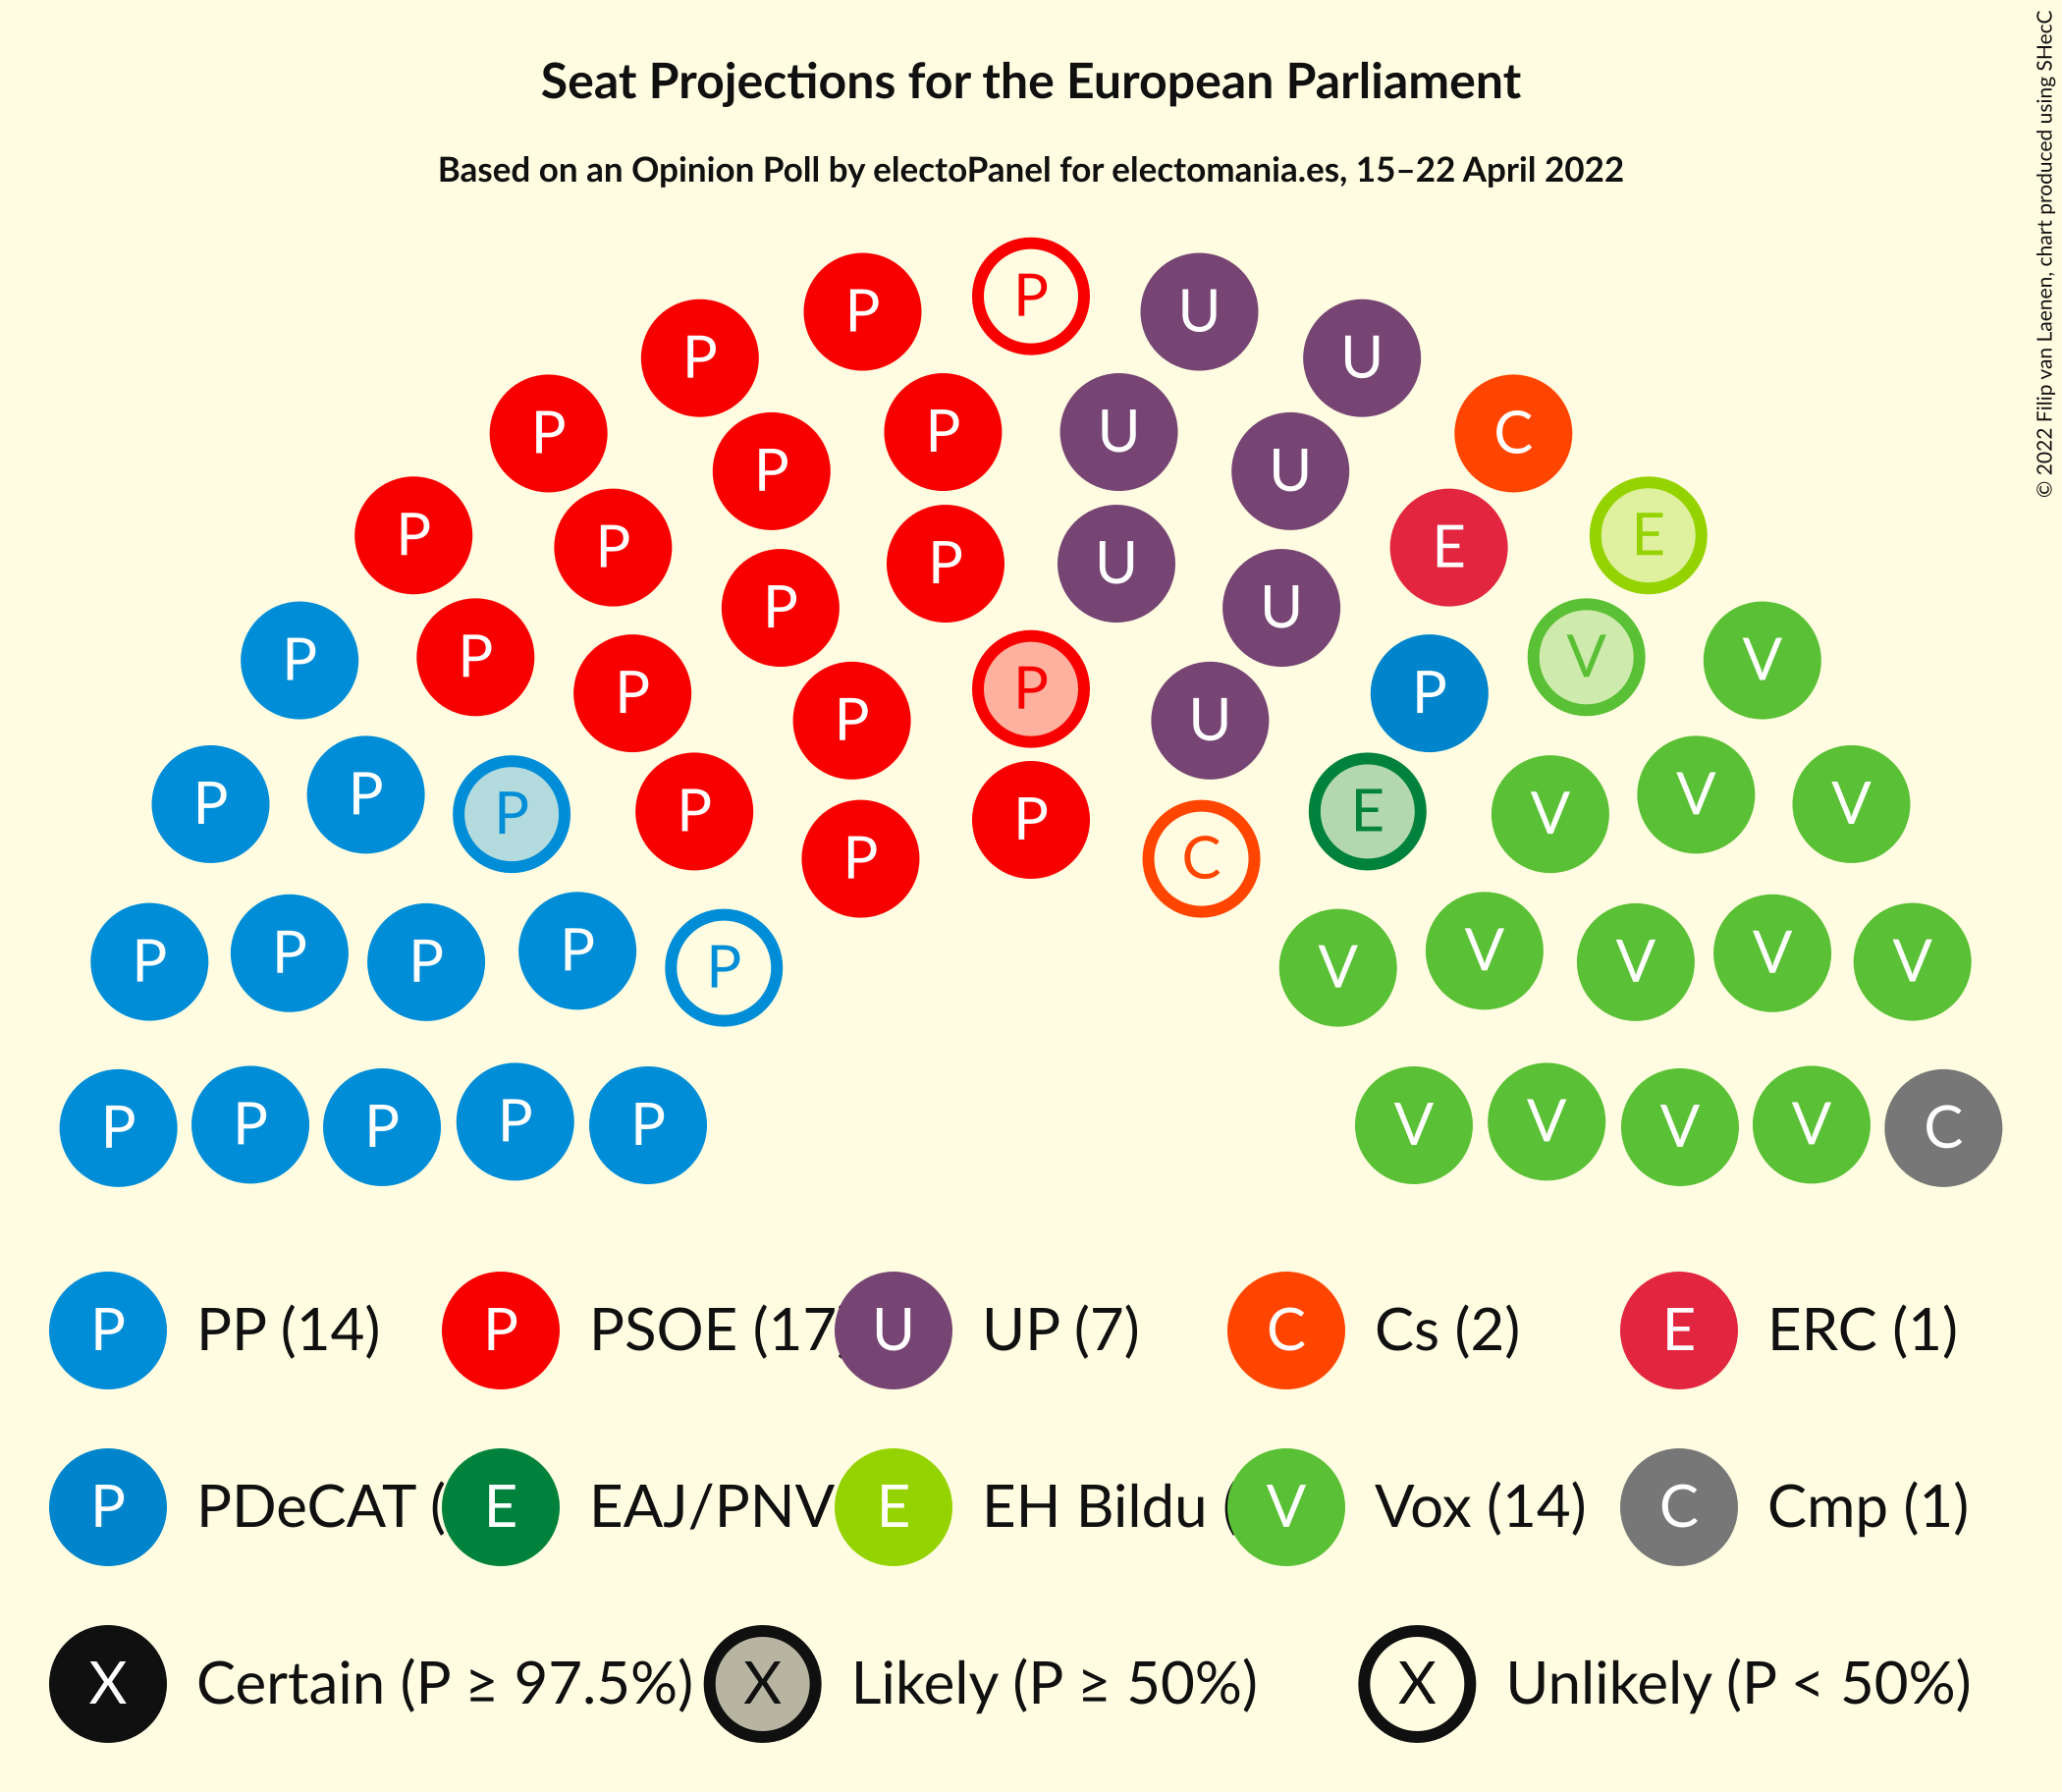 Seat Projections for the European Parliament
Based on an Opinion Poll by electoPanel for electomania.es, 15–22 April 2022
© 2022 Filip van Laenen, chart produced using SHecC
P
P P U
P U
P P U U
P P C
P P E E
P P U
P U
P P V V
P P P V
P U
P P V V
P P E V
P P
P C
P P V V
P P P V V V
P P V V
P P P P P V V V V C
P PP (14) P PSOE (17 U UP (7) C Cs (2) E ERC (1)
P PDeCAT ( E EAJ/PNV E EH Bildu ( V Vox (14) C Cmp (1)
X Certain (P ≥ 97.5%) X Likely (P ≥ 50%) X Unlikely (P < 50%)